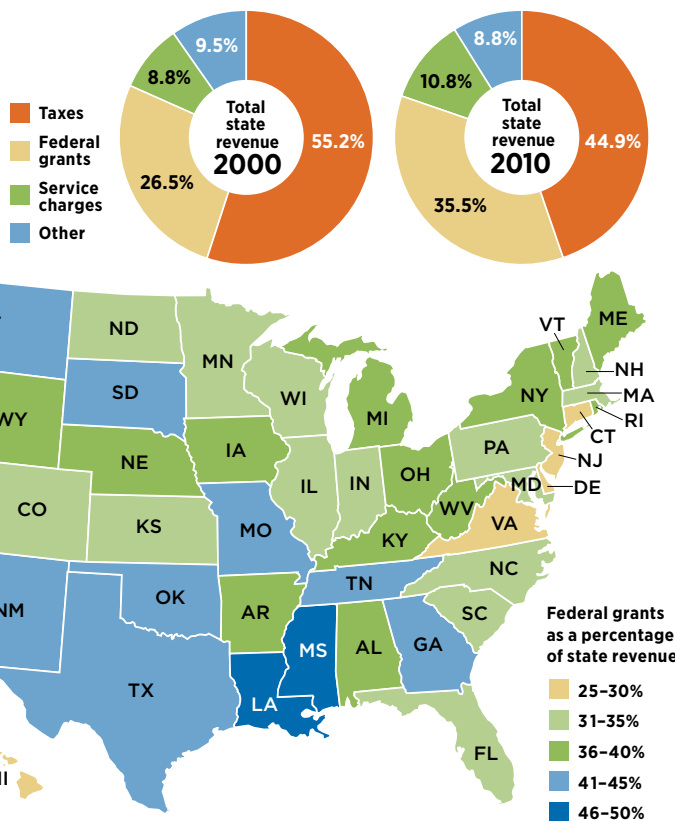 9.5%
8.8%
8.8%
10.8%
Taxes
Federal
grants
Service
charges
Other
Total
state
revenue
2000
55.2%
26.5%
Total
state
revenue
2010
44.9%
35.5%
ND
MN
WI
MI
VT
ME
NH
MA
RI
CT
NJ
DE
MD
NY
PA
SD
WY
NE
IA
IL
IN
OH
WV
VA
CO
KS
MO
KY
NC
NM
OK
AR
TN
SC
MS
AL
GA
TX
LA
FL
Federal grants
as a percentage
of state revenue
25–30%
31–35%
36–40%
41–45%
46–50%